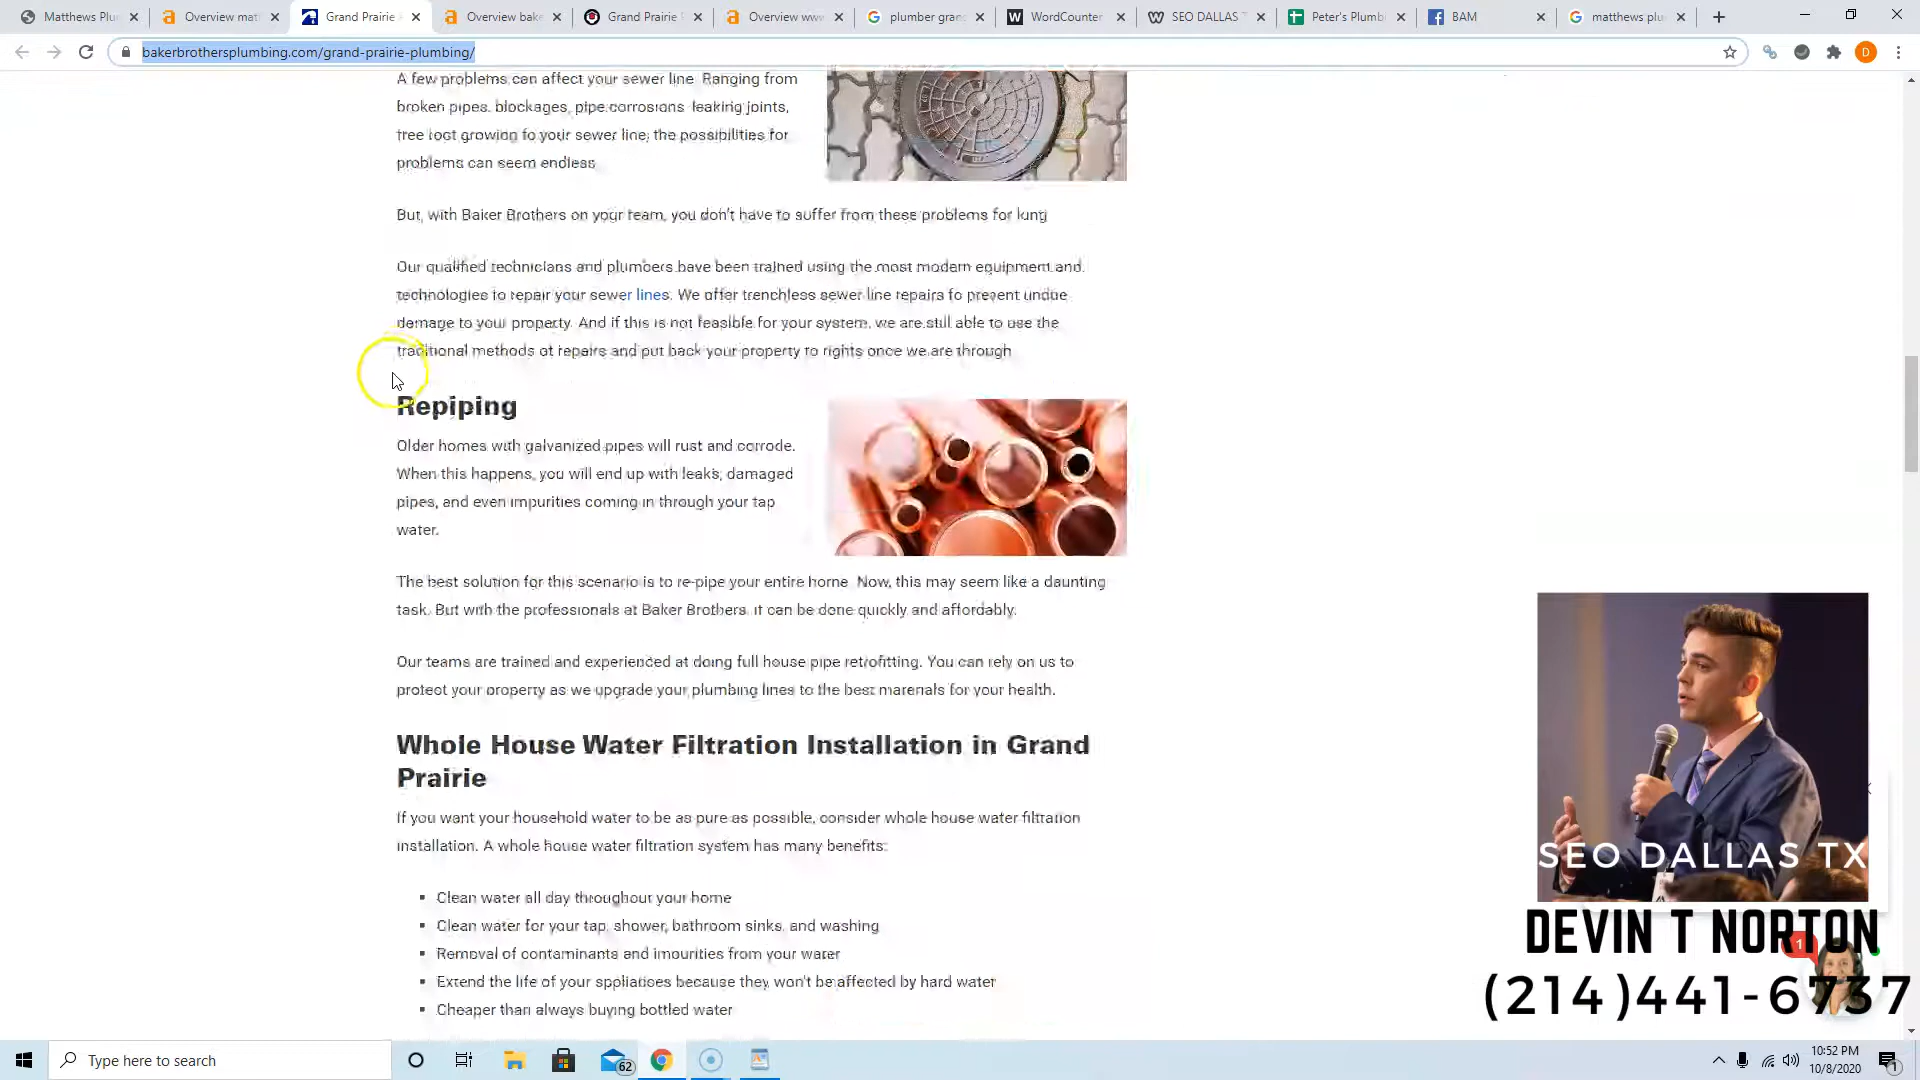 Matthews Plu
Overview mat
Grand Prairie
Overview bake
Grand Prairie
Overview www
plumber grand
WordCounter
SEO DALLAS T
Peter's Plumb
BAM
matthews plu
bakerbrothersplumbing.com/grand-prairie-plumbing/
D
A few problems can affect your sewer line. Ranging from
broken pipes, blockages, pipe corrosions leaking joints,
tree root growing to your sewer line, the possibilities for
problems can seem endless
But, with Baker Brothers on your team, you don't have to suffer from these problems for long
Our qualified technicians and plumbers have been trained using the most modern equipment and
technologies to repair your sewer lines. We offer trenchless sewer line repairs to prevent undue
damage to your property. And if this is not feasible for your system, we are still able to use the
traditional methods of repairs and put back your property to rights once we are through
Repiping
Older homes with galvanized pipes will rust and corrode.
When this happens, you will end up with leaks, damaged
pipes, and even impurities coming in through your tap
water.
The best solution for this scenario is to re-pipe your entire home. Now, this may seem like a daunting
task. But with the professionals at Baker Brothers, it can be done quickly and affordably.
Our teams are trained and experienced at doing full house pipe retrofitting. You can rely on us to
protect your property as we upgrade your plumbing lines to the best materials for your health.
Whole House Water Filtration Installation in Grand
Prairie
If you want your household water to be as pure as possible, consider whole house water filtration
installation. A whole house water filtration system has many benefits:
Clean water all day throughout your home
Clean water for your tap, shower, bathroom sinks, and washing
Removal of contaminants and impurities from your water
Extend the life of your appliances because they won't be affected by hard water
Cheaper than always buying bottled water
SEO DALLAS TX
DEVIN T NORTON
1
(214)441-6737
Type here to search
62
10:52 PM
10/8/2020
1